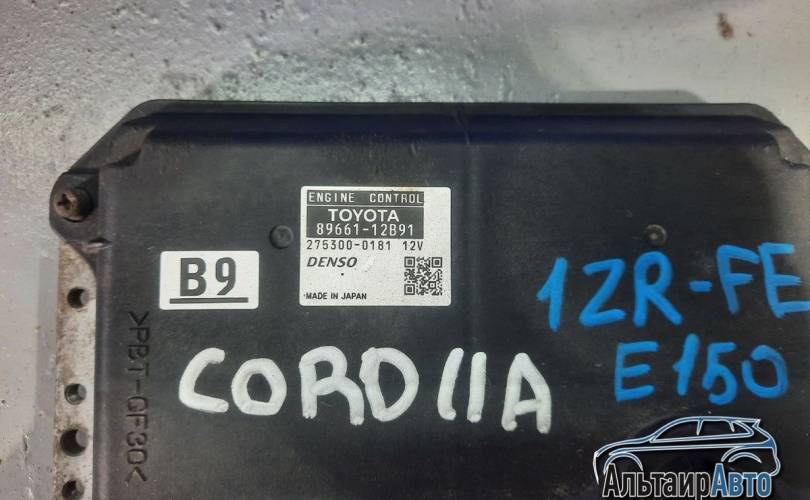 ENGINE CONTROL
TOYOTA
89661-12B91
275300-0181 12V
DENSO
MADE IN JAPAN
B9
1ZR-FE
E150
CORDllA
>PBT-GF30<
АльтаирАвто